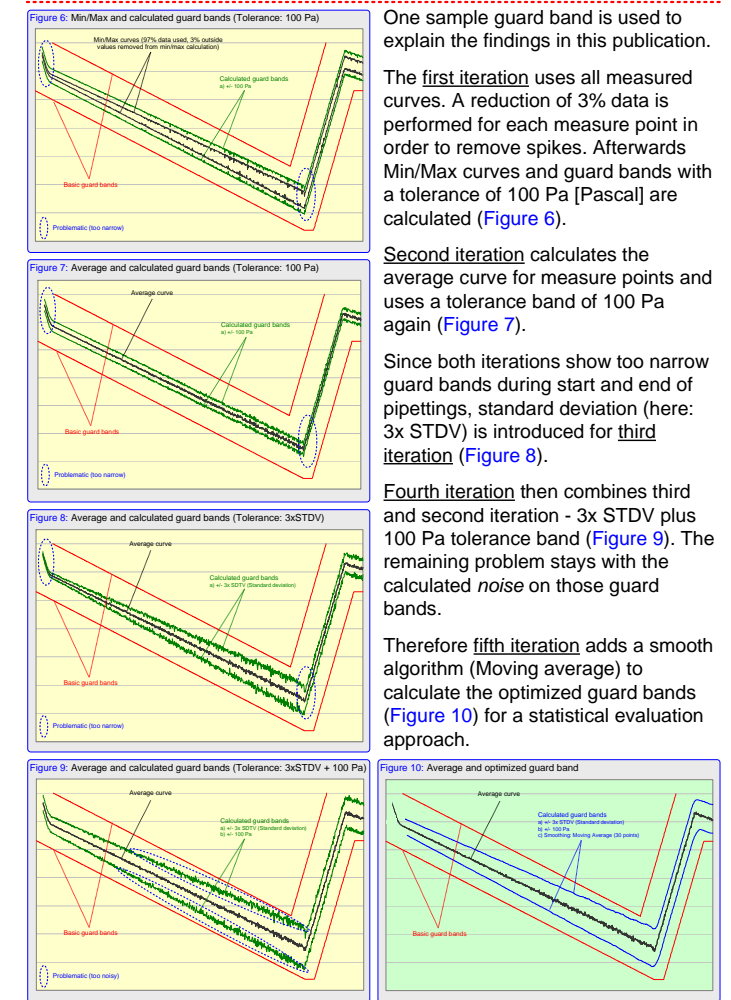 Figure 6: Min/Max and calculated guard bands (Tolerance: 100 Pa)
Min/Max curves (97% data used, 3% outside
values removed from min/max calculation)
Calculated guard bands
a) +/- 100 Pa
Basic guard bands
Problematic (too narrow)
Figure 7: Average and calculated guard bands (Tolerance: 100 Pa)
Average curve
Calculated guard bands
a) +/- 100 Pa
Basic guard bands
Problematic (too narrow)
Figure 8: Average and calculated guard bands (Tolerance: 3xSTDV)
Average curve
Calculated guard bands
a) +/- 3x SDTV (Standard deviation)
Basic guard bands
Problematic (too narrow)
One sample guard band is used to
explain the findings in this publication.
The first iteration uses all measured
curves. A reduction of 3% data is
performed for each measure point in
order to remove spikes. Afterwards
Min/Max curves and guard bands with
a tolerance of 100 Pa [Pascal] are
calculated (Figure 6).
Second iteration calculates the
average curve for measure points and
uses a tolerance band of 100 Pa
again (Figure 7).
Since both iterations show too narrow
guard bands during start and end of
pipettings, standard deviation (here:
3x STDV) is introduced for third
iteration (Figure 8).
Fourth iteration then combines third
and second iteration - 3x STDV plus
100 Pa tolerance band (Figure 9). The
remaining problem stays with the
calculated noise on those guard
bands.
Therefore fifth iteration adds a smooth
algorithm (Moving average) to
calculate the optimized guard bands
(Figure 10) for a statistical evaluation
approach.
Figure 9: Average and calculated guard bands (Tolerance: 3xSTDV + 100 Pa)
Average curve
Calculated guard bands
a) +/- 3x SDTV (Standard deviation)
b) +/- 100 Pa
Basic guard bands
Problematic (too noisy)
Figure 10: Average and optimized guard band
Average curve
Calculated guard bands
a) +/- 3x STDV (Standard deviation)
b) +/- 100 Pa
c) Smoothing: Moving Average (30 points)
Basic guard bands